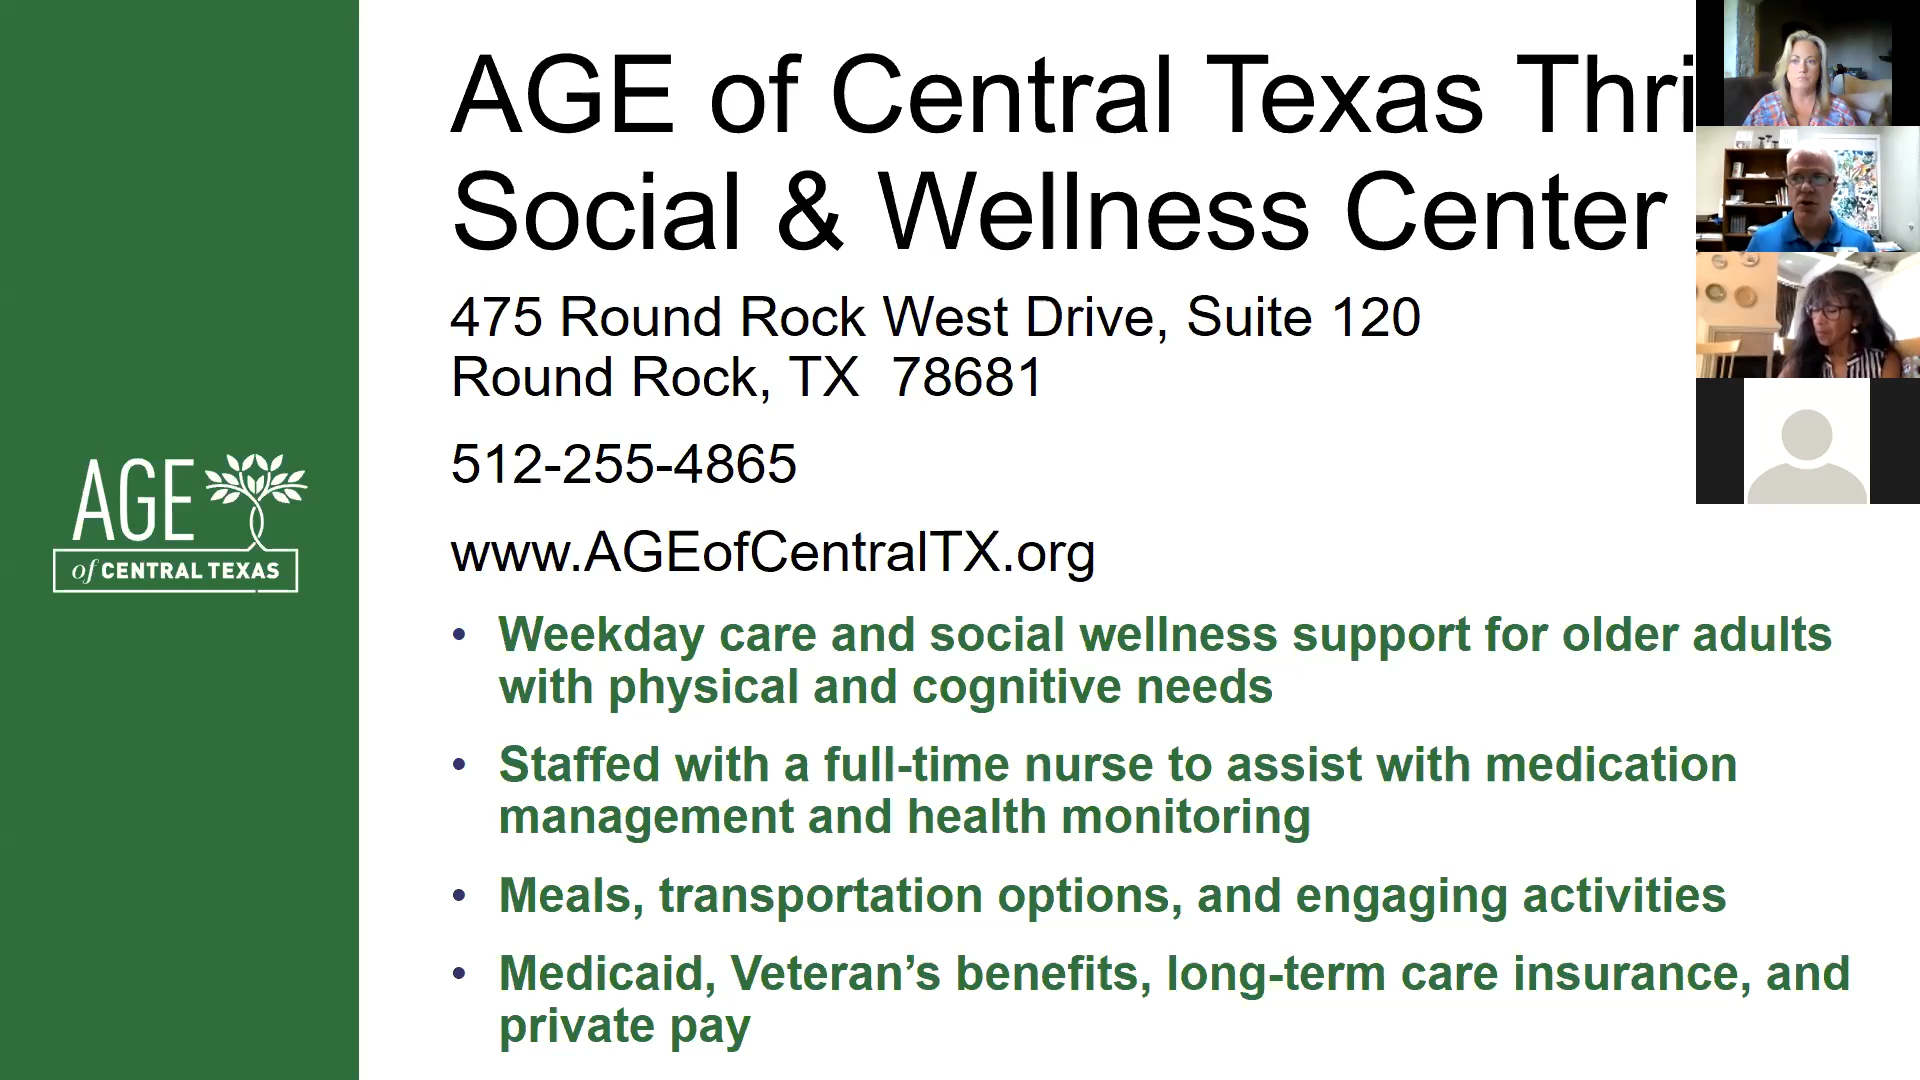 AGE of Central Texas Thri
Social & Wellness Center
475 Round Rock West Drive, Suite 120
Round Rock, TX  78681
512-255-4865
www.AGEofCentralTX.org
• Weekday care and social wellness support for older adults
with physical and cognitive needs
• Staffed with a full-time nurse to assist with medication
management and health monitoring
• Meals, transportation options, and engaging activities
• Medicaid, Veteran’s benefits, long-term care insurance, and
private pay
AGE
of CENTRAL TEXAS